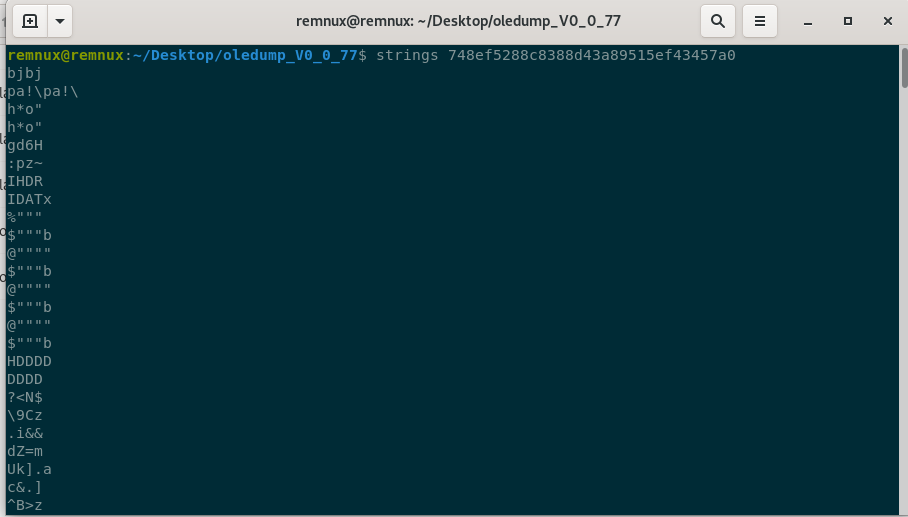 remnux@remnux: ~/Desktop/oledump_V0_0_77
remnux@remnux:~/Desktop/oledump_V0_0_77$ strings 748ef5288c8388d43a89515ef43457a0
bjbj
pa!\pa!\
h*o"
h*o"
gd6H
:pz~
IHDR
IDATx
%"""
$"""b
@""""
$"""b
@""""
$"""b
@""""
$"""b
HDDDD
DDDD
?<N$
\9Cz
.i&&
dZ=m
Uk].a
c&.]
^B>z